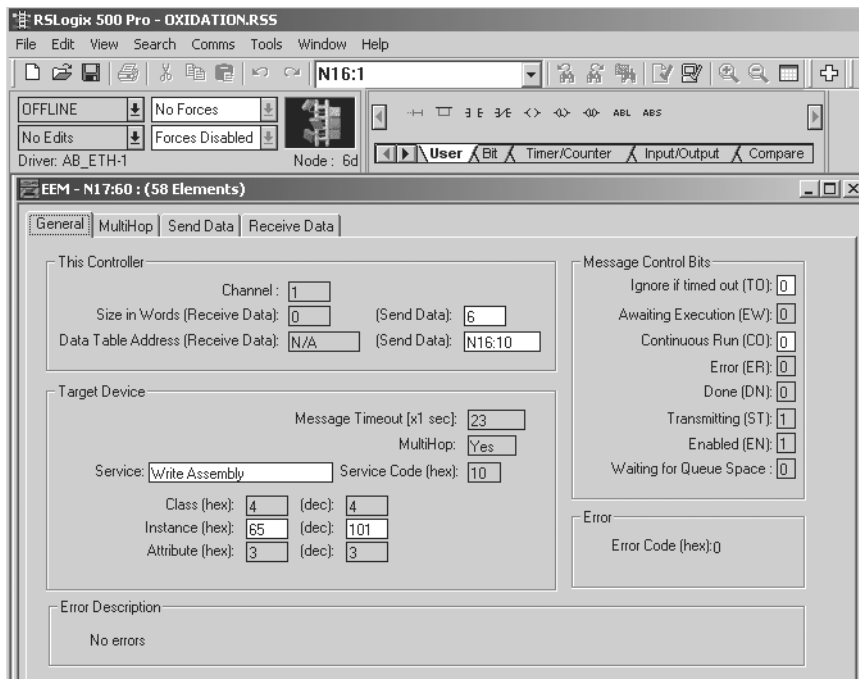 RSLogix 500 Pro - OXIDATION.RSS
File Edit View Search Comms Tools Window Help
N16:1
OFFLINE No Forces
No Edits Forces Disabled
Driver: AB_ETH-1 Node : 6d
ABL ABS
User Bit Timer/Counter Input/Output Compare
EEM - N17:60 : (58 Elements)
General MultiHop Send Data Receive Data
This Controller
Channel : 1
Size in Words (Receive Data): 0 (Send Data): 6
Data Table Address (Receive Data): N/A (Send Data): N16:10
Target Device
Message Timeout [x1 sec]: 23
MultiHop: Yes
Service: Write Assembly Service Code (hex): 10
Class (hex): 4 (dec): 4
Instance (hex): 65 (dec): 101
Attribute (hex): 3 (dec): 3
Message Control Bits
Ignore if timed out (TO): 0
Awaiting Execution (EW): 0
Continuous Run (CO): 0
Error (ER): 0
Done (DN): 0
Transmitting (ST): 1
Enabled (EN): 1
Waiting for Queue Space : 0
Error
Error Code (hex):0
Error Description
No errors